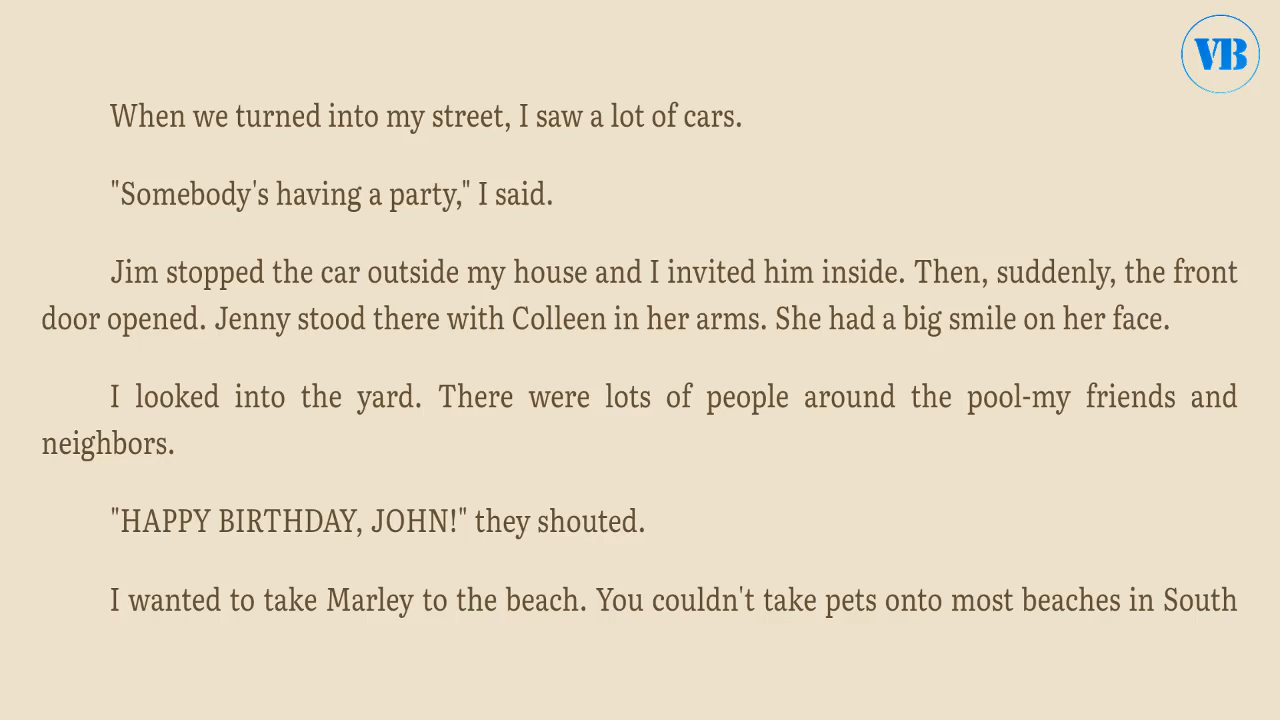 VB
When we turned into my street, I saw a lot of cars.
"Somebody's having a party," I said.
Jim stopped the car outside my house and I invited him inside. Then, suddenly, the front
door opened. Jenny stood there with Colleen in her arms. She had a big smile on her face.
I looked into the yard. There were lots of people around the pool-my friends and
neighbors.
"HAPPY BIRTHDAY, JOHN!" they shouted.
I wanted to take Marley to the beach. You couldn't take pets onto most beaches in South